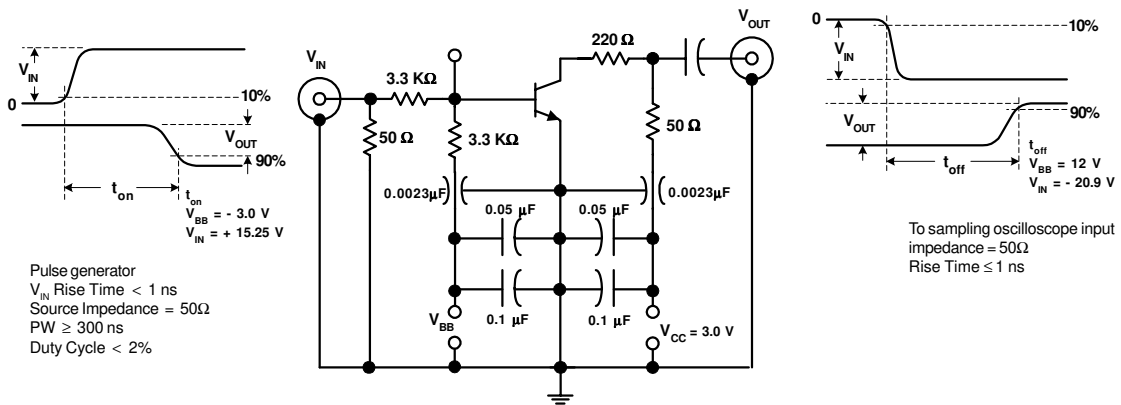 0
V_IN
10%
V_OUT
90%
t_on
t_on
V_BB = - 3.0 V
V_IN = + 15.25 V
Pulse generator
V_IN Rise Time < 1 ns
Source Impedance = 50Ω
PW ≥ 300 ns
Duty Cycle < 2%
V_IN
3.3 KΩ
50 Ω
3.3 KΩ
220 Ω
V_OUT
50 Ω
0.0023µF
0.0023µF
0.05 µF
0.05 µF
0.1 µF
0.1 µF
V_BB
V_CC = 3.0 V
0
10%
V_IN
90%
V_OUT
t_off
t_off
V_BB = 12 V
V_IN = - 20.9 V
To sampling oscilloscope input
impedance = 50Ω
Rise Time ≤ 1 ns